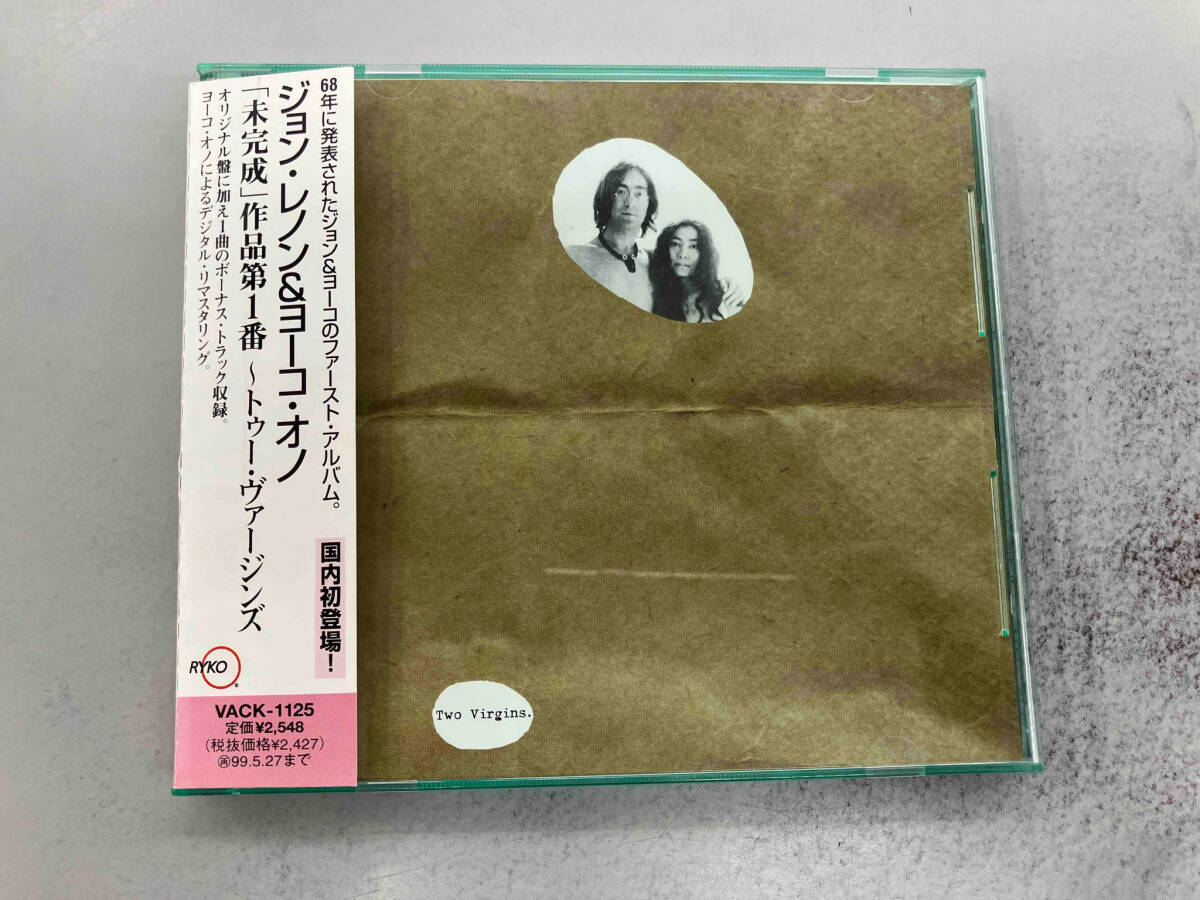 68年に発表されたジョン&ヨーコのファースト・アルバム。
国内初登場!
ジョン・レノン&ヨーコ・オノ
「未完成」作品第1番 〜トゥー・ヴァージンズ
オリジナル盤に加え1曲のボーナス・トラック収録。
ヨーコ・オノによるデジタル・リマスタリング。
RYKO
VACK-1125
定価¥2,548
(税抜価格¥2,427)
㋐99.5.27まで
Two Virgins.